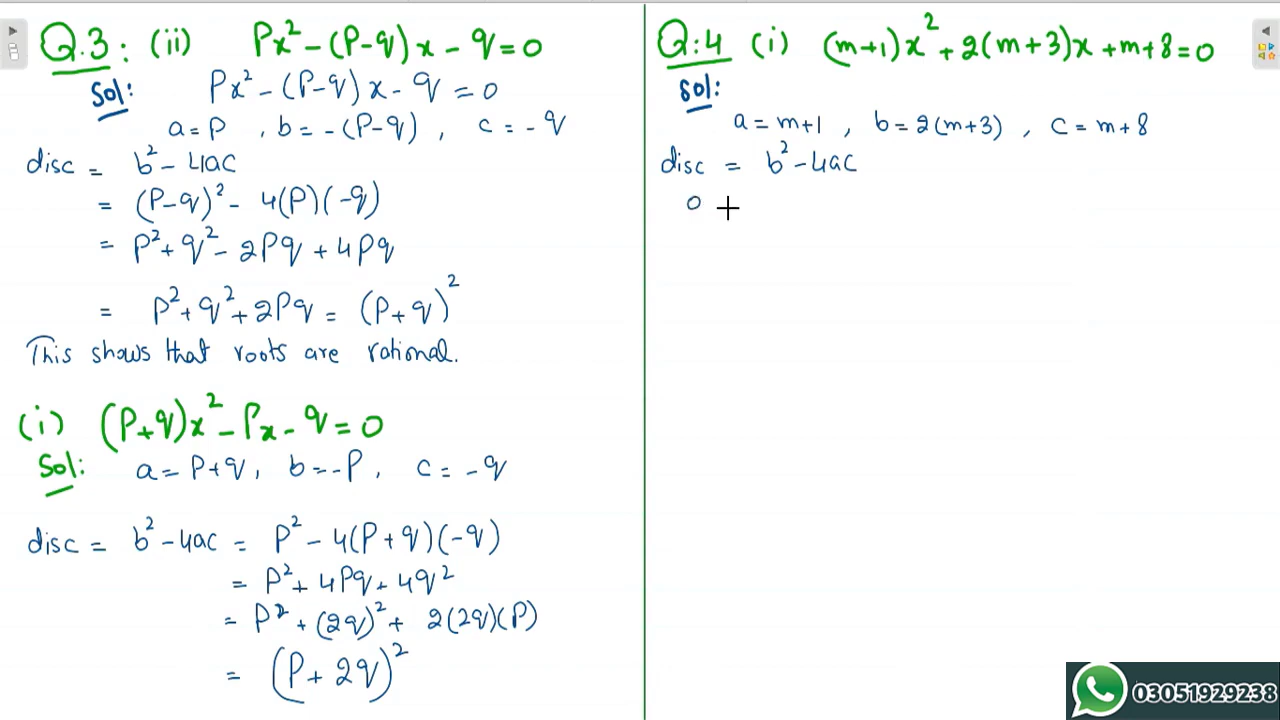 Q.3: (ii) Px² - (P-q)x - q = 0
Sol:
Px² - (P-q)x - q = 0
a = P , b = -(P-q) , c = -q
disc = b² - 4ac
= (P-q)² - 4(P)(-q)
= P² + q² - 2Pq + 4Pq
= P² + q² + 2Pq = (P+q)²
This shows that roots are rational.
(i) (P+q)x² - Px - q = 0
Sol: a = P+q, b = -P, c = -q
disc = b² - 4ac = P² - 4(P+q)(-q)
= P² + 4Pq + 4q²
= P² + (2q)² + 2(2q)(P)
= (P + 2q)²
Q:4 (i) (m+1)x² + 2(m+3)x + m+8 = 0
Sol:
a = m+1 , b = 2(m+3) , c = m+8
disc = b² - 4ac
0
03051929238